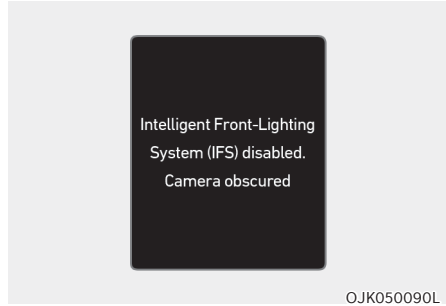 Intelligent Front-Lighting
System (IFS) disabled.
Camera obscured
OJK050090L